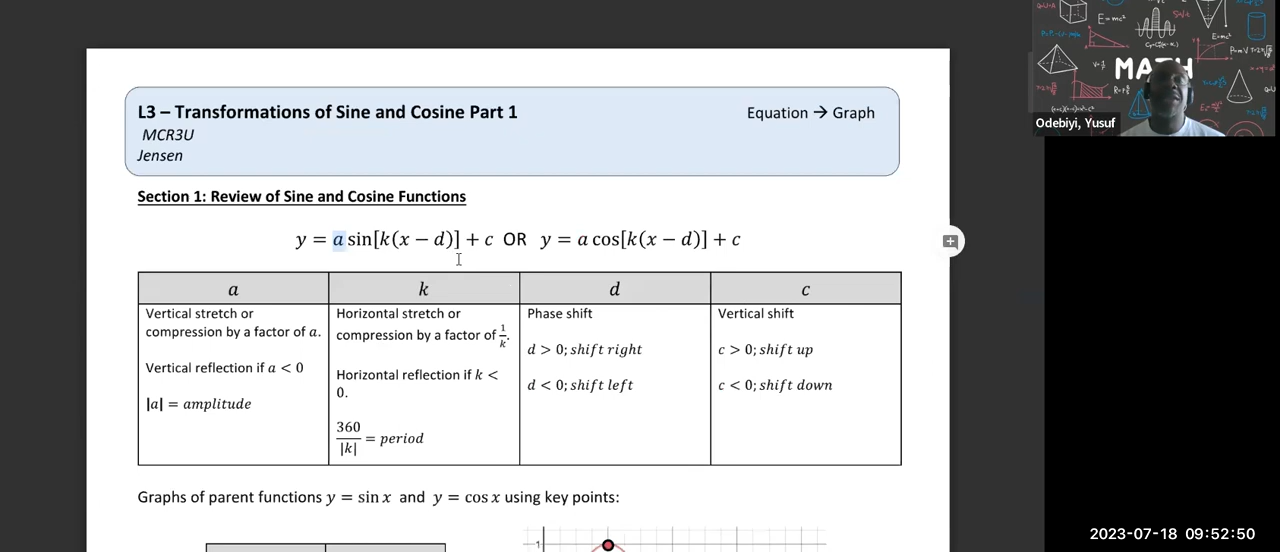 L3 – Transformations of Sine and Cosine Part 1 Equation → Graph
MCR3U
Jensen
Section 1: Review of Sine and Cosine Functions
y = a sin[k(x − d)] + c OR y = a cos[k(x − d)] + c
a k d c
Vertical stretch or
compression by a factor of a.
Vertical reflection if a < 0
|a| = amplitude
Horizontal stretch or
compression by a factor of 1/k.
Horizontal reflection if k <
0.
360/|k| = period
Phase shift
d > 0; shift right
d < 0; shift left
Vertical shift
c > 0; shift up
c < 0; shift down
Graphs of parent functions y = sin x and y = cos x using key points:
1
MATH
E=mc²
Odebiyi, Yusuf
2023-07-18 09:52:50